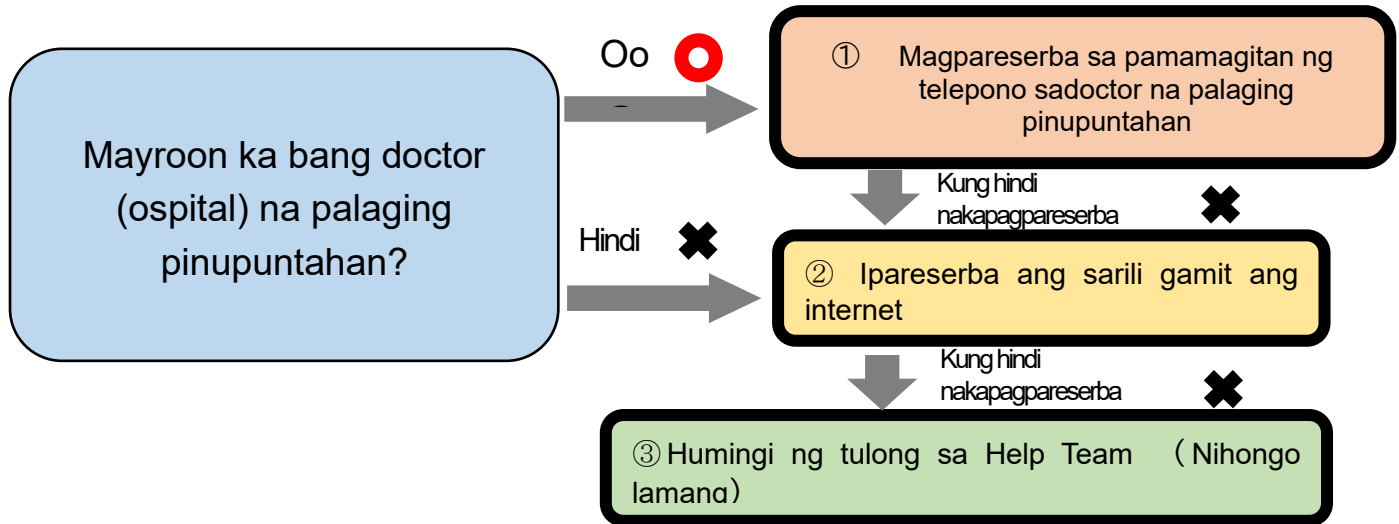 Mayroon ka bang doctor
(ospital) na palaging
pinupuntahan?
Oo
① Magpareserba sa pamamagitan ng
telepono sadoctor na palaging
pinupuntahan
Kung hindi
nakapagpareserba
Hindi
② Ipareserba ang sarili gamit ang
internet
Kung hindi
nakapagpareserba
③ Humingi ng tulong sa Help Team （Nihongo
lamang）